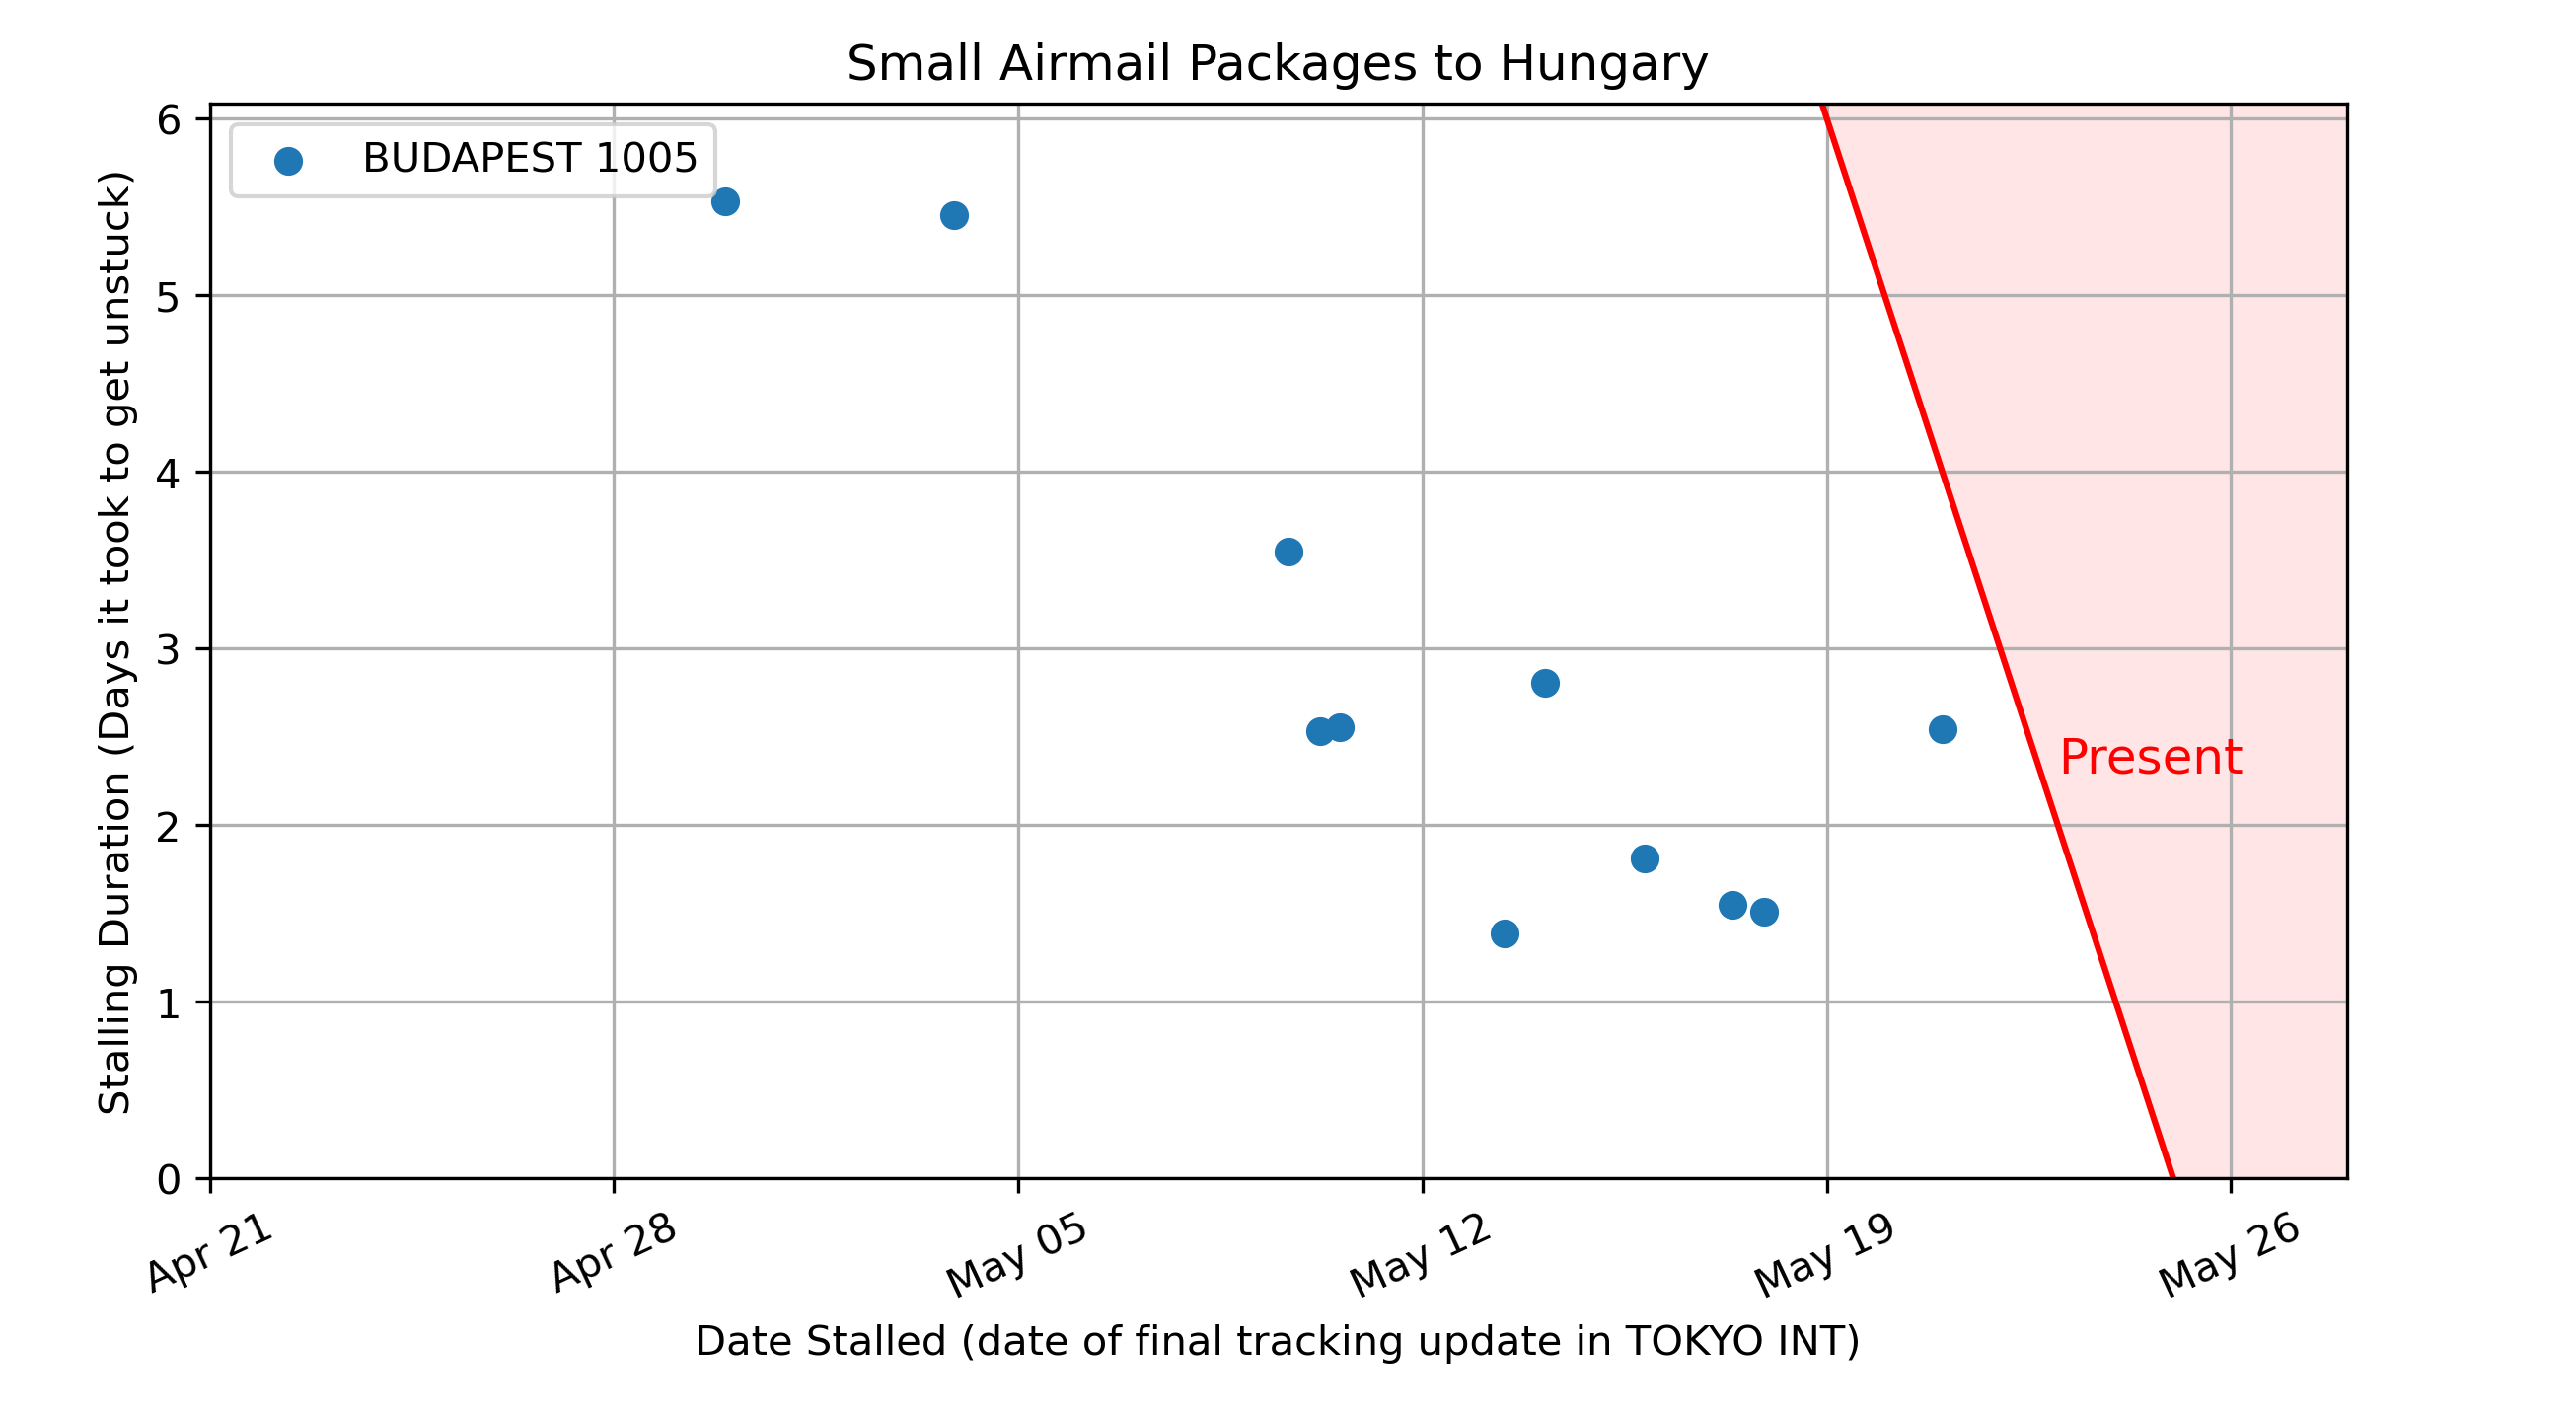 Small Airmail Packages to Hungary
BUDAPEST 1005
Stalling Duration (Days it took to get unstuck)
6
5
4
3
2
1
0
Present
Apr 21
Apr 28
May 05
May 12
May 19
May 26
Date Stalled (date of final tracking update in TOKYO INT)